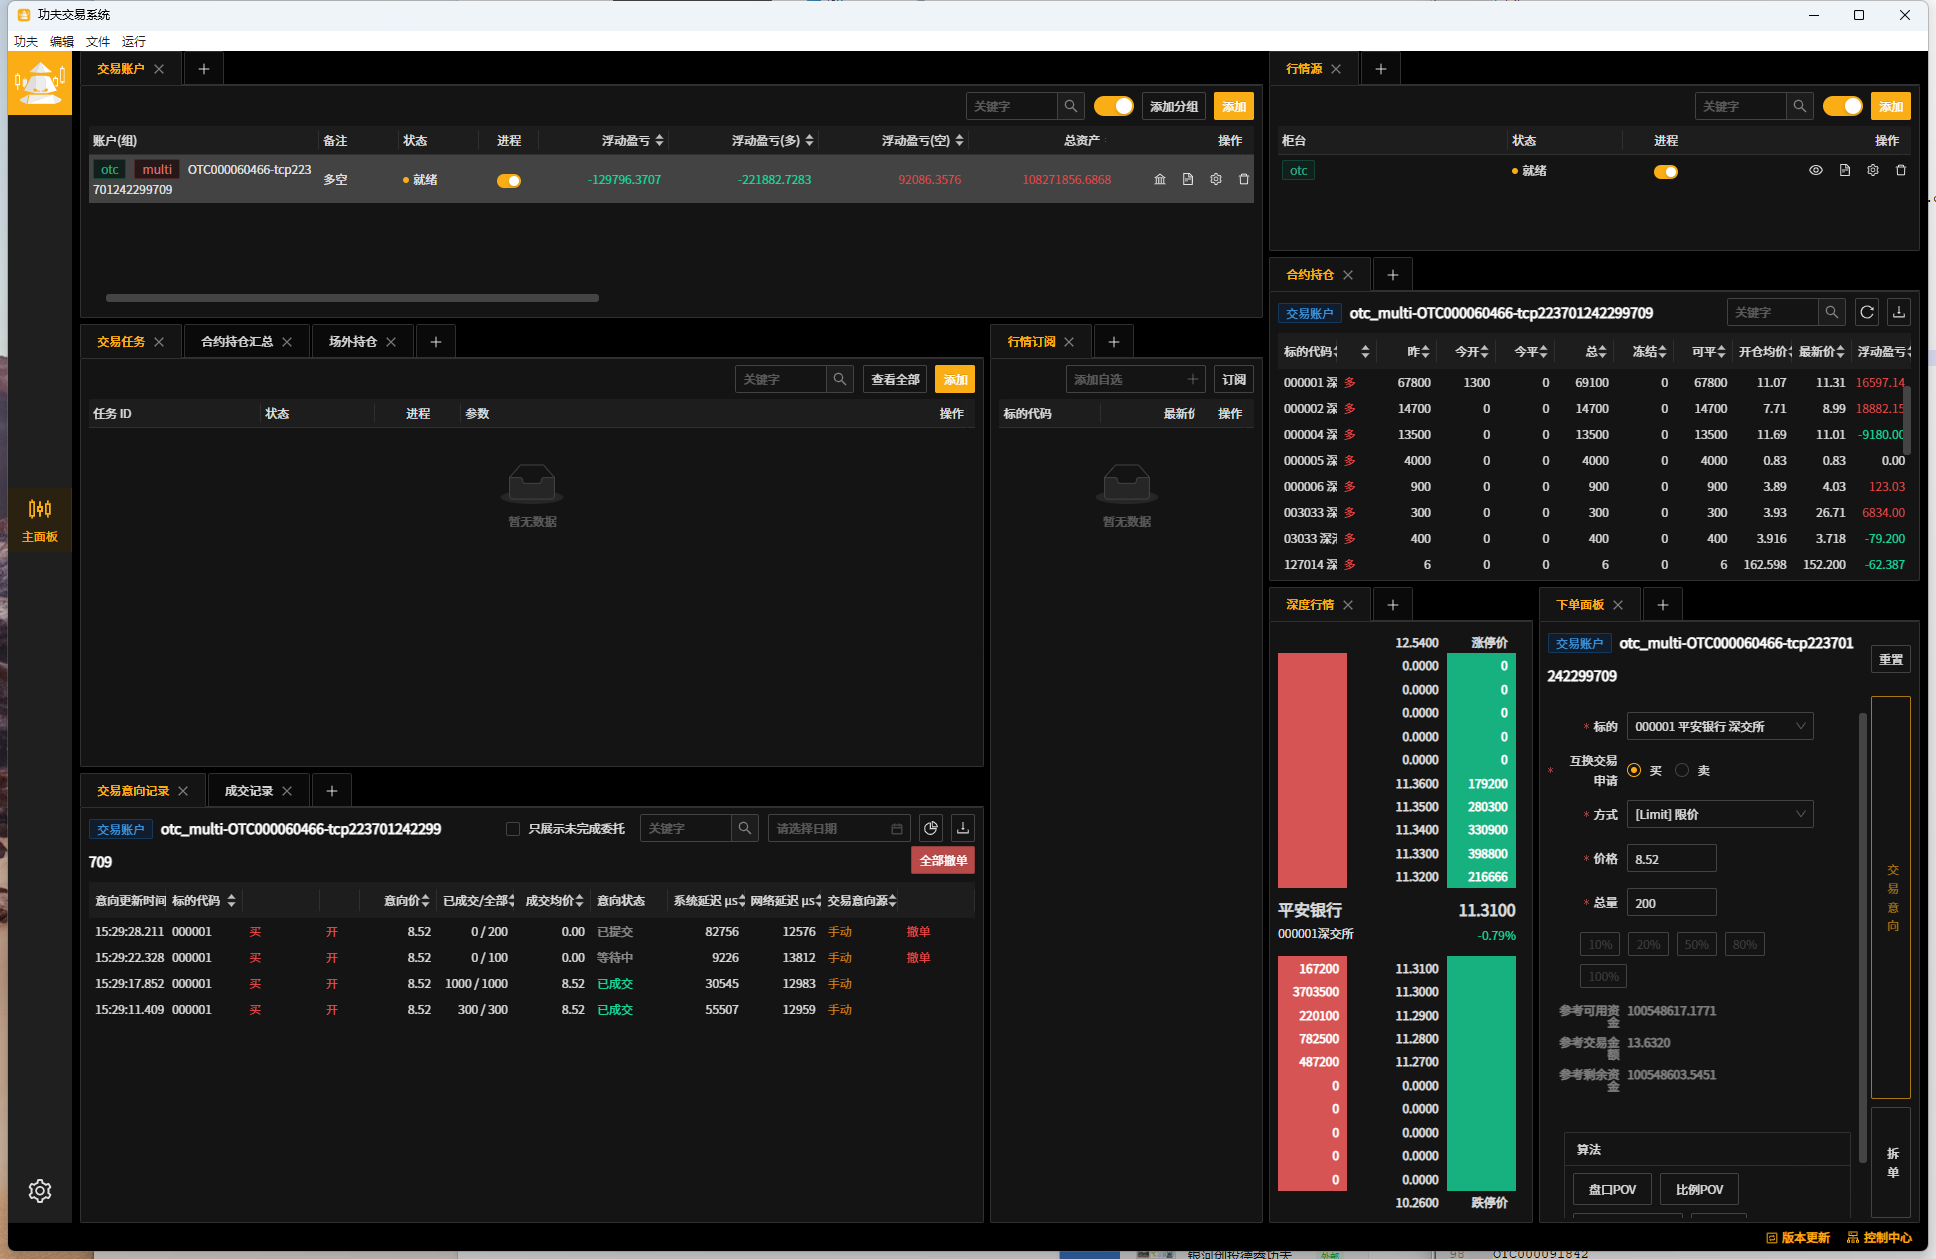 功夫交易系统
功夫 编辑 文件 运行
交易账户
关键字 添加分组 添加
账户(组) 备注 状态 进程 浮动盈亏 浮动盈亏(多) 浮动盈亏(空) 总资产 操作
otc multi OTC000060466-tcp223
701242299709 多空 就绪 -129796.3707 -221882.7283 92086.3576 108271856.6868
行情源
关键字 添加
柜台 状态 进程 操作
otc 就绪
主面板
交易任务 合约持仓汇总 场外持仓
关键字 查看全部 添加
任务 ID 状态 进程 参数 操作
暂无数据
行情订阅
添加自选 订阅
标的代码 最新价 操作
暂无数据
合约持仓
交易账户 otc_multi-OTC000060466-tcp223701242299709 关键字
标的代码 昨 今开 今平 总 冻结 可平 开仓均价 最新价 浮动盈亏
000001 深 多 67800 1300 0 69100 0 67800 11.07 11.31 16597.14
000002 深 多 14700 0 0 14700 0 14700 7.71 8.99 18882.15
000004 深 多 13500 0 0 13500 0 13500 11.69 11.01 -9180.00
000005 深 多 4000 0 0 4000 0 4000 0.83 0.83 0.00
000006 深 多 900 0 0 900 0 900 3.89 4.03 123.03
003033 深 多 300 0 0 300 0 300 3.93 26.71 6834.00
03033 深 多 400 0 0 400 0 400 3.916 3.718 -79.200
127014 深 多 6 0 0 6 0 6 162.598 152.200 -62.387
交易意向记录 成交记录
交易账户 otc_multi-OTC000060466-tcp223701242299
709
只展示未完成委托 关键字 请选择日期
全部撤单
意向更新时间 标的代码 意向价 已成交/全部 成交均价 意向状态 系统延迟 μs 网络延迟 μs 交易意向源
15:29:28.211 000001 买 开 8.52 0 / 200 0.00 已提交 82756 12576 手动 撤单
15:29:22.328 000001 买 开 8.52 0 / 100 0.00 等待中 9226 13812 手动 撤单
15:29:17.852 000001 买 开 8.52 1000 / 1000 8.52 已成交 30545 12983 手动
15:29:11.409 000001 买 开 8.52 300 / 300 8.52 已成交 55507 12959 手动
深度行情
12.5400 涨停价
0.0000 0
0.0000 0
0.0000 0
0.0000 0
0.0000 0
11.3600 179200
11.3500 280300
11.3400 330900
11.3300 398800
11.3200 216666
平安银行 11.3100
000001深交所 -0.79%
167200 11.3100
3703500 11.3000
220100 11.2900
782500 11.2800
487200 11.2700
0 0.0000
0 0.0000
0 0.0000
0 0.0000
0 0.0000
10.2600 跌停价
下单面板
交易账户 otc_multi-OTC000060466-tcp223701
242299709
重置
* 标的 000001 平安银行 深交所
* 互换交易
申请 买 卖
* 方式 [Limit] 限价
* 价格 8.52
* 总量 200
10% 20% 50% 80%
100%
参考可用资
金 100548617.1771
参考交易金
额 13.6320
参考剩余资
金 100548603.5451
算法
盘口POV 比例POV
交易意向
拆单
版本更新 控制中心
98 OTC000091842